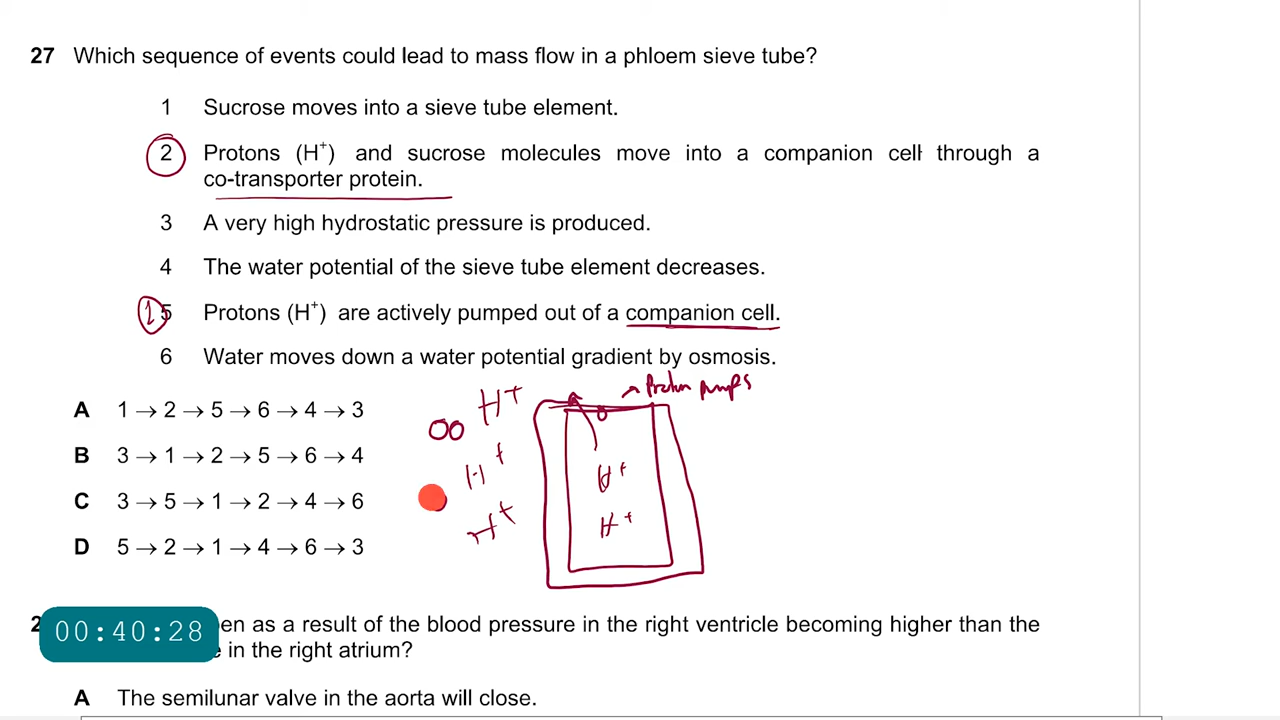 27 Which sequence of events could lead to mass flow in a phloem sieve tube?
1 Sucrose moves into a sieve tube element.
2 Protons (H+) and sucrose molecules move into a companion cell through a
co-transporter protein.
3 A very high hydrostatic pressure is produced.
4 The water potential of the sieve tube element decreases.
5 Protons (H+) are actively pumped out of a companion cell.
6 Water moves down a water potential gradient by osmosis.
Proton pumps
A 1 → 2 → 5 → 6 → 4 → 3
H+
B 3 → 1 → 2 → 5 → 6 → 4
H+ H+
C 3 → 5 → 1 → 2 → 4 → 6
H+ H+
D 5 → 2 → 1 → 4 → 6 → 3
00:40:28
en as a result of the blood pressure in the right ventricle becoming higher than the
in the right atrium?
A The semilunar valve in the aorta will close.